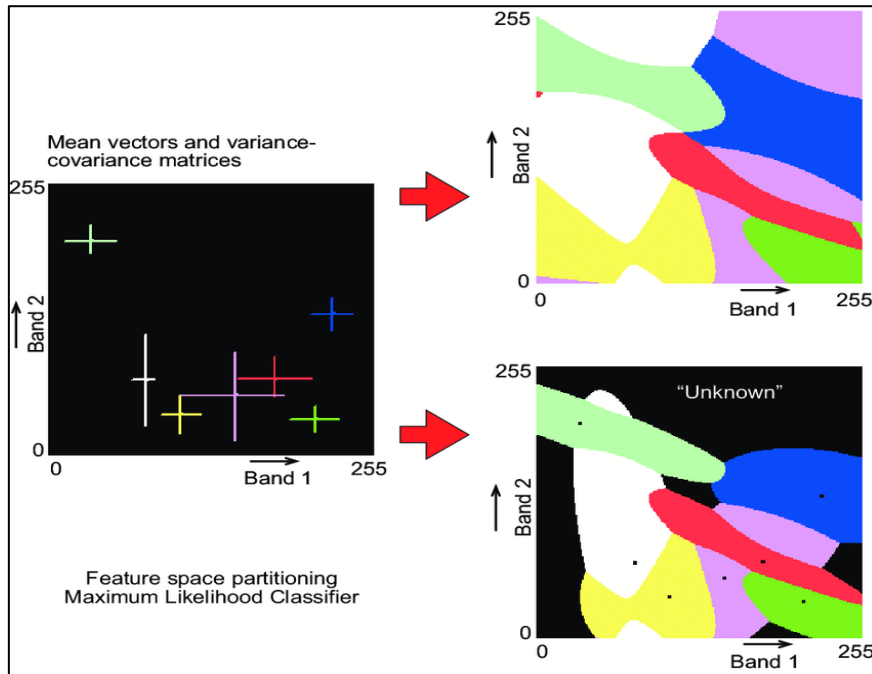 Mean vectors and variance-
covariance matrices
255
Band 2
0
0
Band 1
255
Feature space partitioning
Maximum Likelihood Classifier
255
Band 2
0
0
Band 1
255
255
“Unknown”
Band 2
0
0
Band 1
255